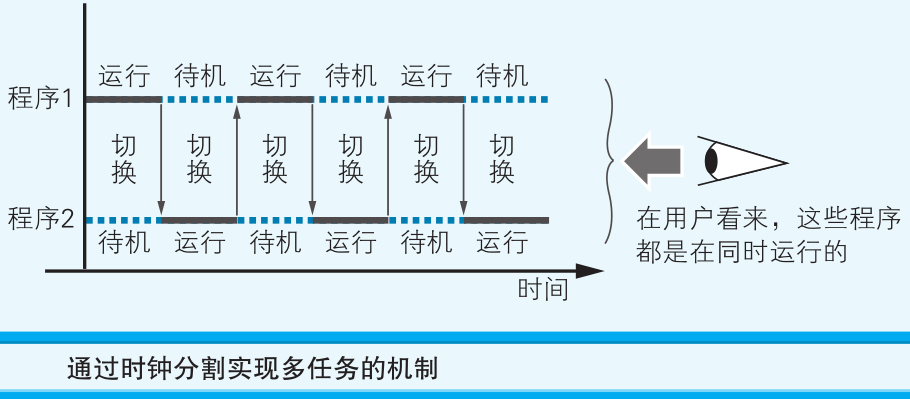 运行 待机 运行 待机 运行 待机
程序1
切换 切换 切换 切换 切换 切换
程序2
待机 运行 待机 运行 待机 运行
时间
在用户看来，这些程序
都是在同时运行的
通过时钟分割实现多任务的机制